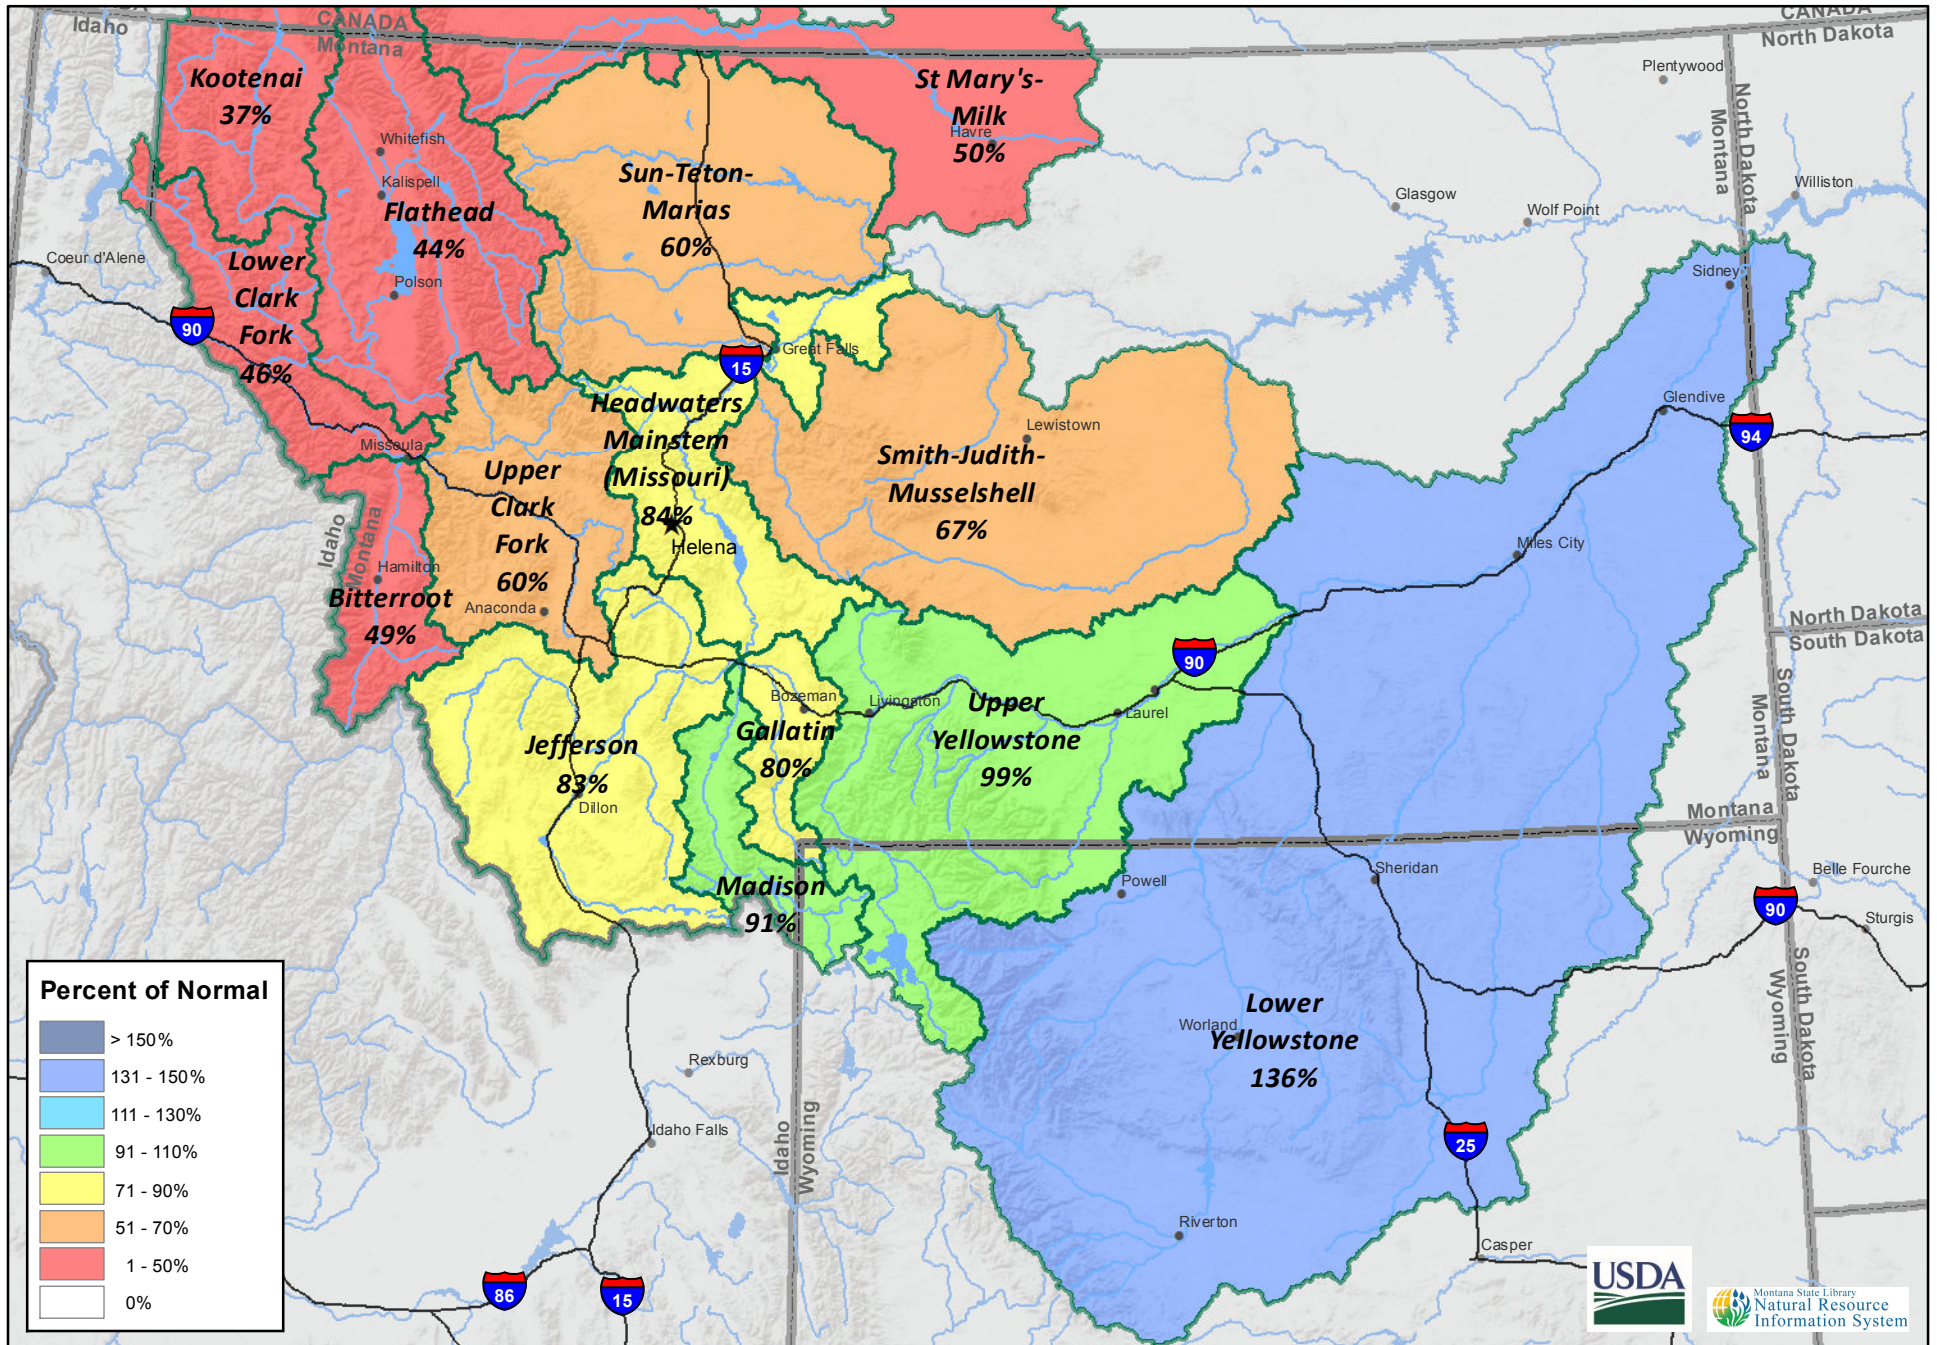 Idaho
CANADA
Montana
CANADA
North Dakota
Kootenai
37%
St Mary's-
Milk
Havre
50%
Plentywood
North Dakota
Montana
Whitefish
Kalispell
Flathead
44%
Polson
Sun-Teton-
Marias
60%
Glasgow
Wolf Point
Williston
Coeur d'Alene
Lower
Clark
Fork
46%
90
Sidney
15
Great Falls
Headwaters
Mainstem
(Missouri)
84%
Helena
Glendive
94
Lewistown
Smith-Judith-
Musselshell
67%
Missoula
Upper
Clark
Fork
60%
Anaconda
Idaho
Montana
Hamilton
Bitterroot
49%
Miles City
North Dakota
South Dakota
90
Bozeman
Livingston
Laurel
Upper
Yellowstone
99%
Gallatin
80%
Jefferson
83%
Dillon
South Dakota
Montana
Montana
Wyoming
Madison
91%
Powell
Sheridan
Belle Fourche
90
Sturgis
South Dakota
Wyoming
Percent of Normal
> 150%
131 - 150%
111 - 130%
91 - 110%
71 - 90%
51 - 70%
1 - 50%
0%
Worland
Lower
Yellowstone
136%
Rexburg
Idaho Falls
Idaho
Wyoming
25
Riverton
Casper
86
15
USDA
Montana State Library
Natural Resource
Information System